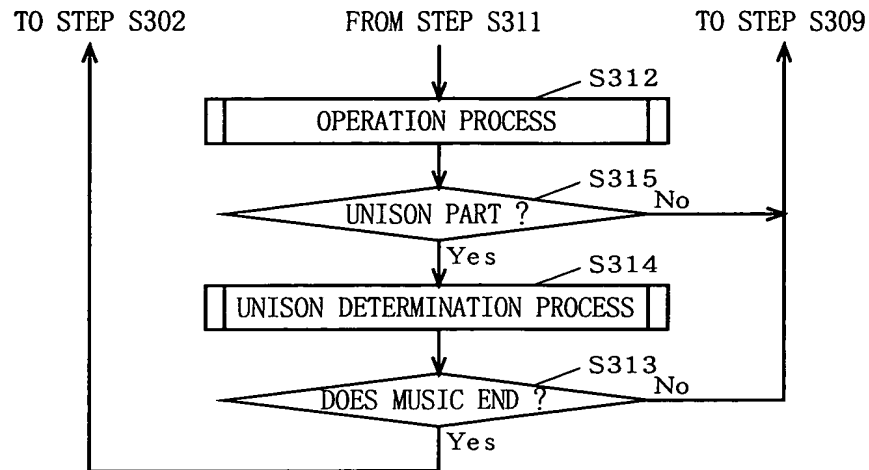 TO STEP S302 FROM STEP S311 TO STEP S309
S312
OPERATION PROCESS
S315
UNISON PART ? No
Yes
S314
UNISON DETERMINATION PROCESS
S313
DOES MUSIC END ? No
Yes